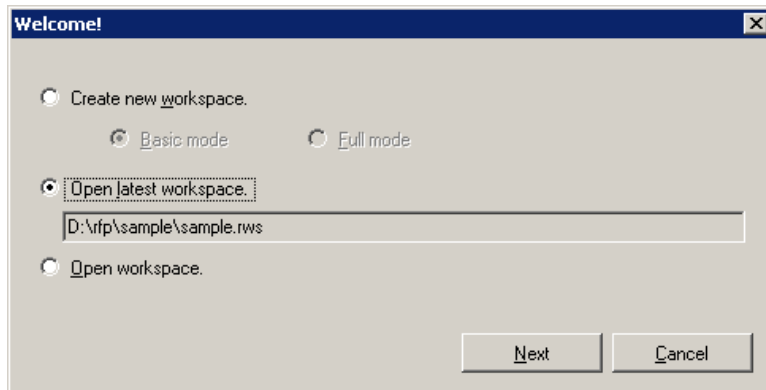 Welcome!
Create new workspace.
Basic mode Full mode
Open latest workspace.
D:\rfp\sample\sample.rws
Open workspace.
Next Cancel